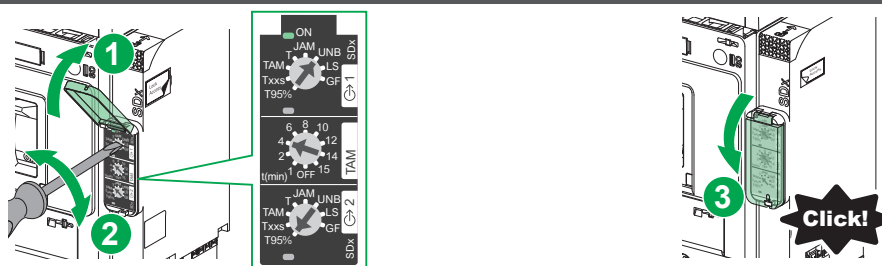 1
2
ON
JAM
T
UNB
TAM
LS
Txxs
GF
T95%
SDx
1
6
8
10
4
12
2
14
t(min)
1
OFF
15
TAM
JAM
T
UNB
TAM
LS
Txxs
GF
T95%
2
SDx
SDx
3
SDx
Click!